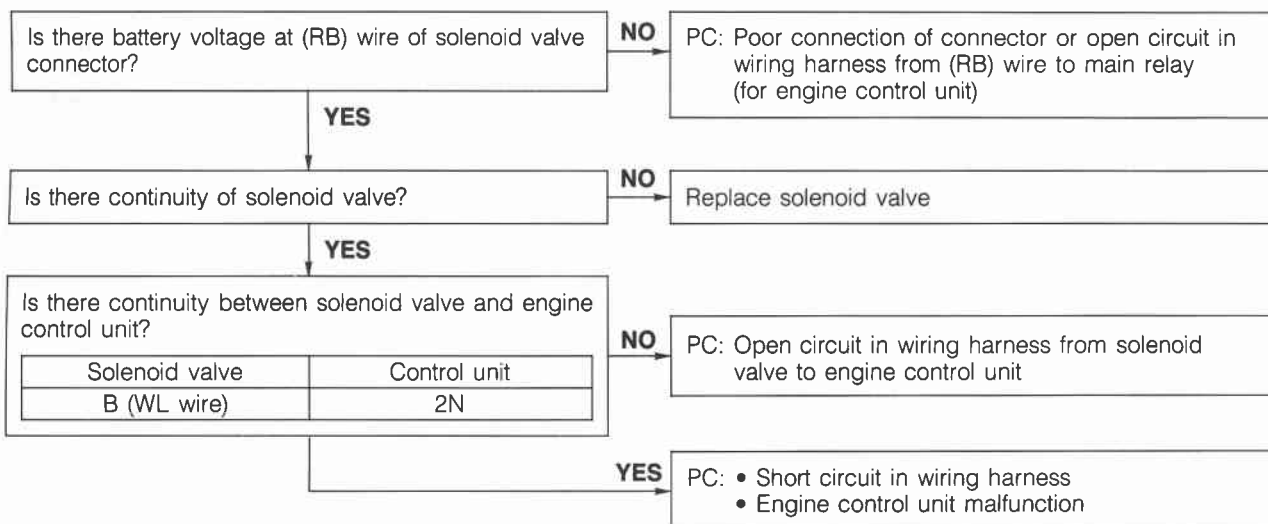 Is there battery voltage at (RB) wire of solenoid valve
connector?
NO
PC: Poor connection of connector or open circuit in
wiring harness from (RB) wire to main relay
(for engine control unit)
YES
Is there continuity of solenoid valve?
NO
Replace solenoid valve
YES
Is there continuity between solenoid valve and engine
control unit?
Solenoid valve Control unit
B (WL wire) 2N
NO
PC: Open circuit in wiring harness from solenoid
valve to engine control unit
YES
PC: • Short circuit in wiring harness
• Engine control unit malfunction